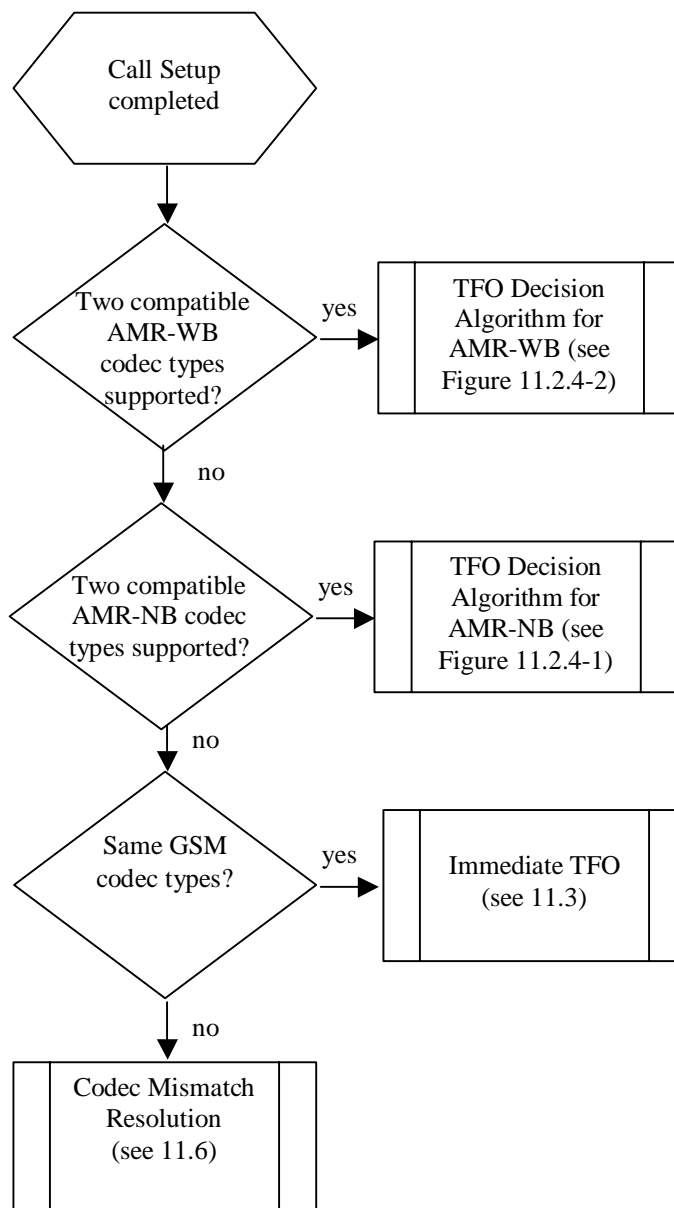 Call Setup
completed
Two compatible
AMR-WB
codec types
supported?
yes
TFO Decision
Algorithm for
AMR-WB (see
Figure 11.2.4-2)
no
Two compatible
AMR-NB codec
types supported?
yes
TFO Decision
Algorithm for
AMR-NB (see
Figure 11.2.4-1)
no
Same GSM
codec types?
yes
Immediate TFO
(see 11.3)
no
Codec Mismatch
Resolution
(see 11.6)